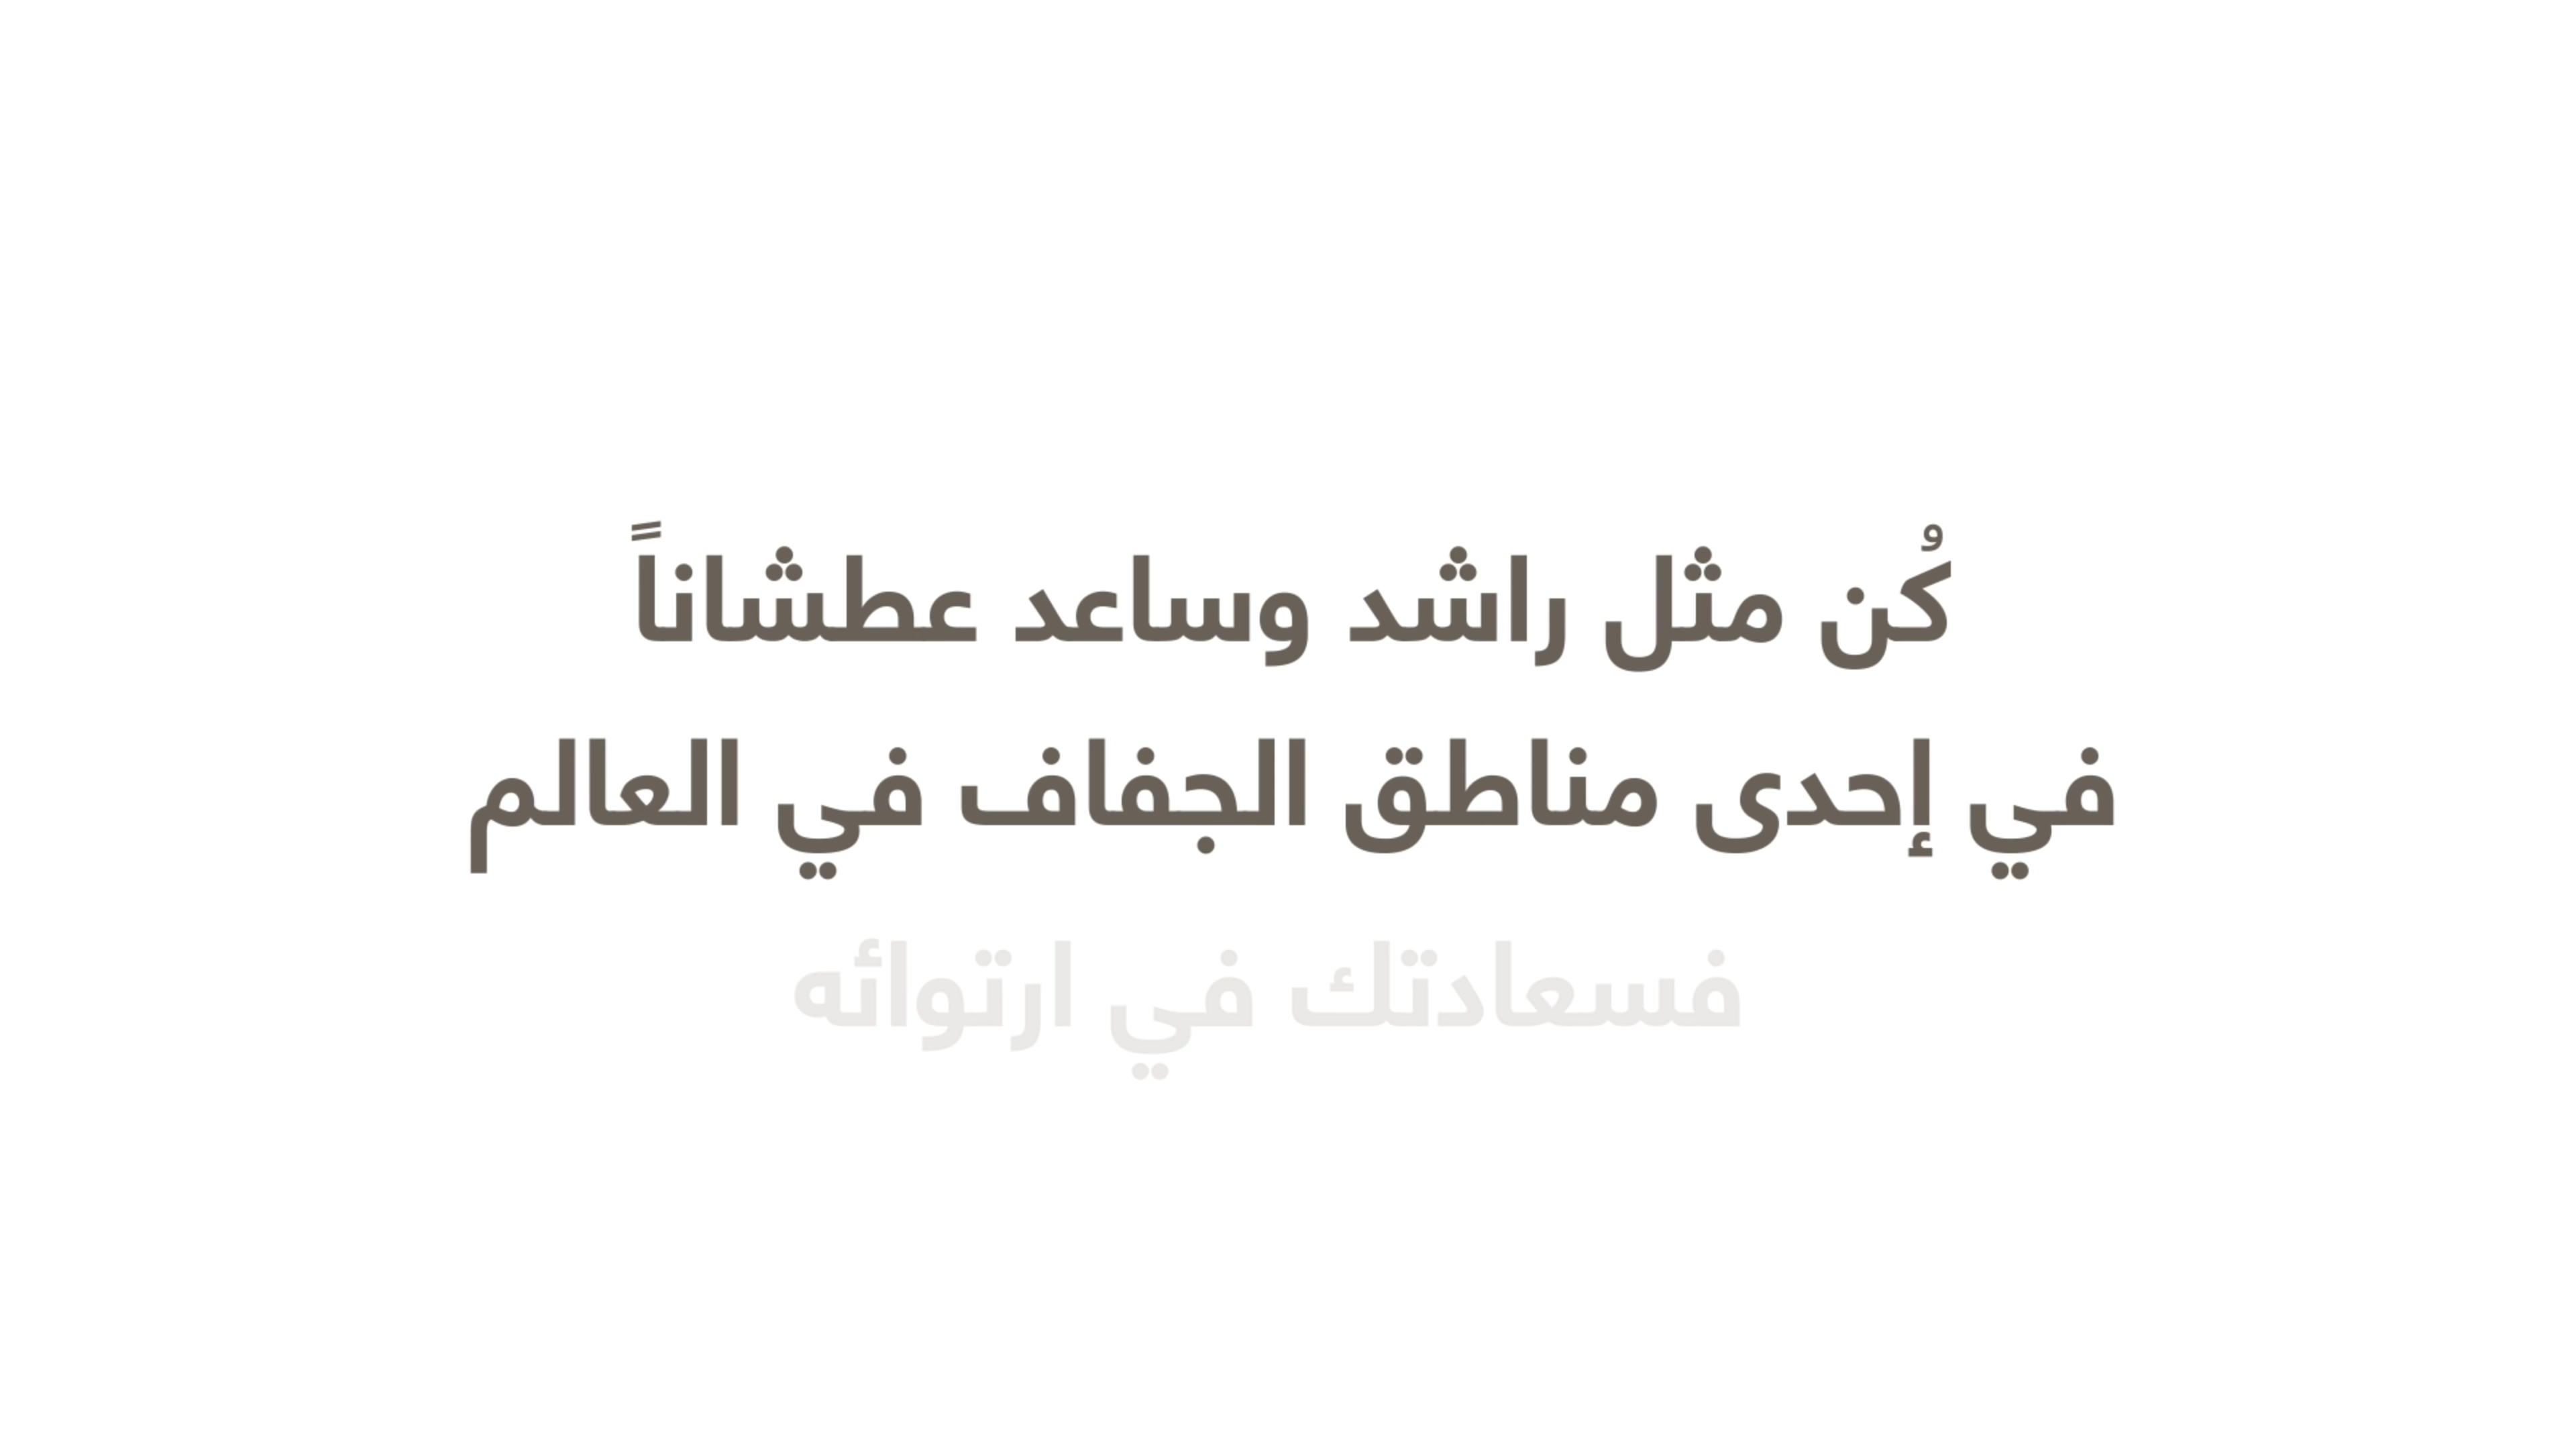 كُن مثل راشد وساعد عطشاناً
في إحدى مناطق الجفاف في العالم
فسعادتك في ارتوائه